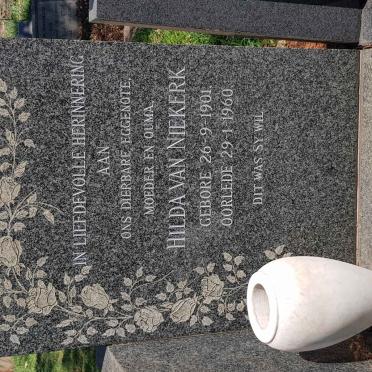 IN LIEFDEVOLLE HERINNERING
AAN
ONS DIERBARE EGGENOTE,
MOEDER EN OUMA,
HILDA VAN NIEKERK
GEBORE 26-9-1901
OORLEDE 29-1-1960
DIT WAS SY WIL